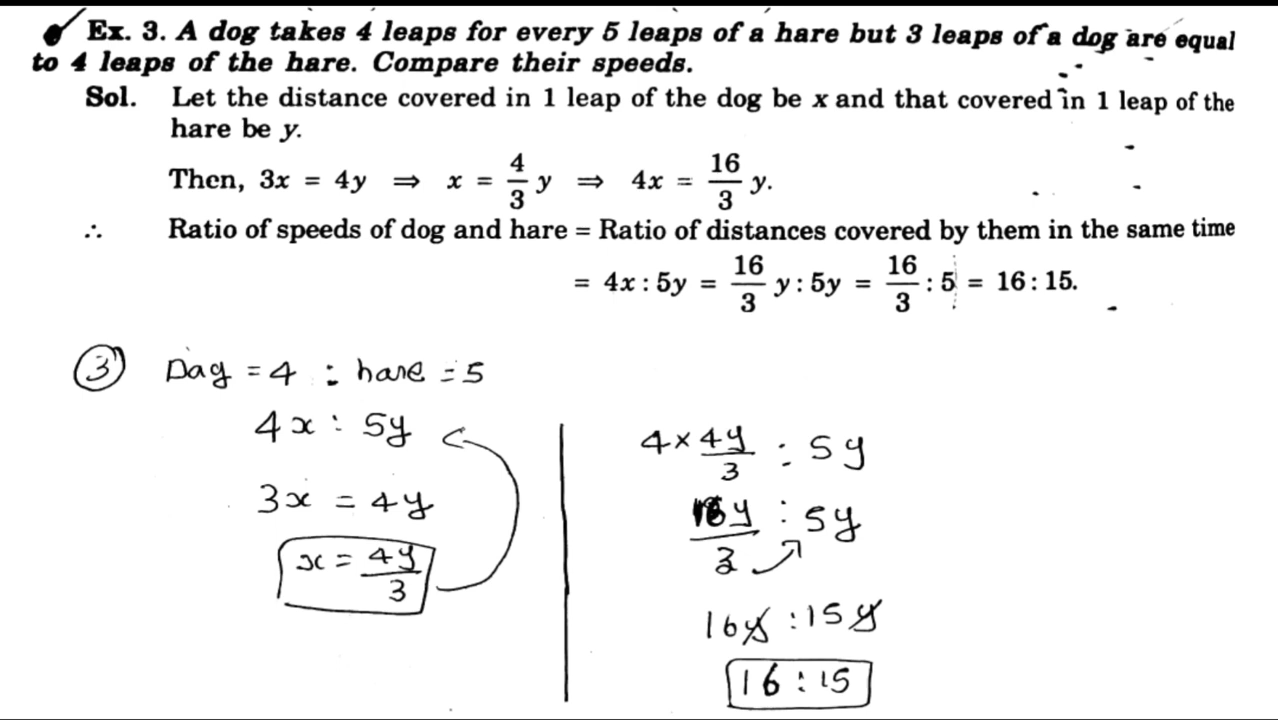 Ex. 3. A dog takes 4 leaps for every 5 leaps of a hare but 3 leaps of a dog are equal
to 4 leaps of the hare. Compare their speeds.
Sol. Let the distance covered in 1 leap of the dog be x and that covered in 1 leap of the
hare be y.
Then, 3x = 4y ⇒ x = 4/3 y ⇒ 4x = 16/3 y.
∴ Ratio of speeds of dog and hare = Ratio of distances covered by them in the same time
= 4x : 5y = 16/3 y : 5y = 16/3 : 5 = 16 : 15.
③ Dog = 4 : hare = 5
4x : 5y
3x = 4y
x = 4y/3
4 × 4y/3 : 5y
16y/3 : 5y
16y : 15y
16 : 15